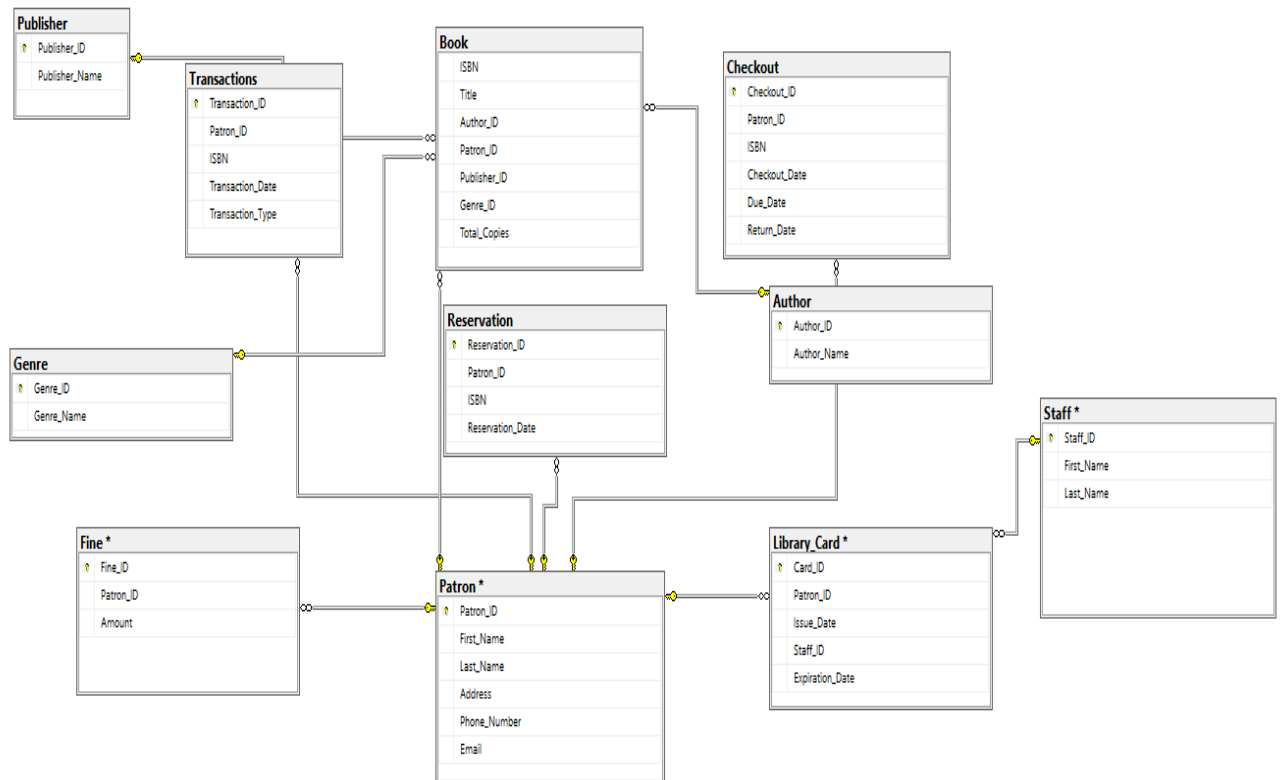 Publisher
Publisher_ID
Publisher_Name
Transactions
Transaction_ID
Patron_ID
ISBN
Transaction_Date
Transaction_Type
Book
ISBN
Title
Author_ID
Patron_ID
Publisher_ID
Genre_ID
Total_Copies
Checkout
Checkout_ID
Patron_ID
ISBN
Checkout_Date
Due_Date
Return_Date
Author
Author_ID
Author_Name
Reservation
Reservation_ID
Patron_ID
ISBN
Reservation_Date
Genre
Genre_ID
Genre_Name
Staff *
Staff_ID
First_Name
Last_Name
Fine *
Fine_ID
Patron_ID
Amount
Patron *
Patron_ID
First_Name
Last_Name
Address
Phone_Number
Email
Library_Card *
Card_ID
Patron_ID
Issue_Date
Staff_ID
Expiration_Date